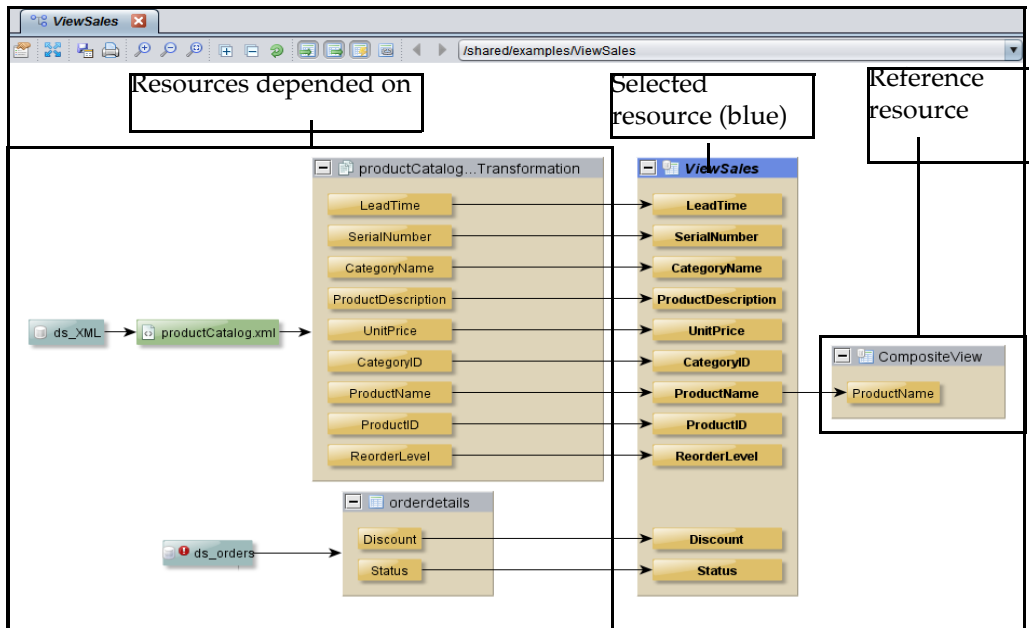 ViewSales
/shared/examples/ViewSales
Resources depended on
Selected
resource (blue)
Reference
resource
productCatalog...Transformation
LeadTime
SerialNumber
CategoryName
ProductDescription
UnitPrice
CategoryID
ProductName
ProductID
ReorderLevel
ds_XML
productCatalog.xml
orderdetails
Discount
Status
ds_orders
ViewSales
LeadTime
SerialNumber
CategoryName
ProductDescription
UnitPrice
CategoryID
ProductName
ProductID
ReorderLevel
Discount
Status
CompositeView
ProductName